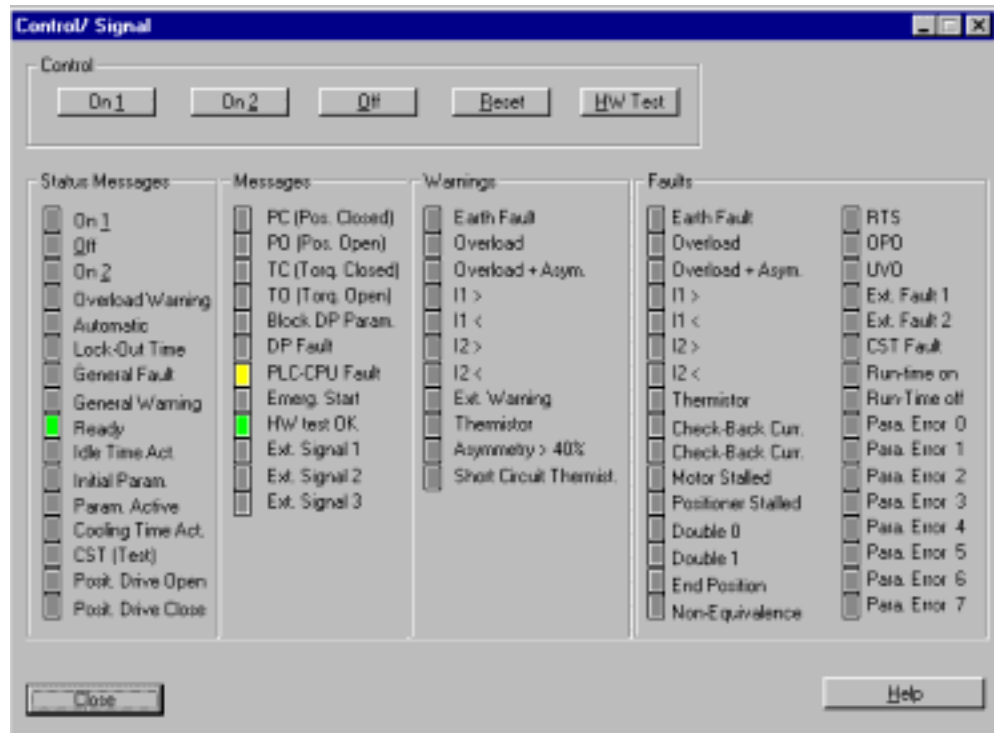 Control/ Signal
Control
On 1
On 2
Off
Reset
HW Test
Status Messages
On 1
Off
On 2
Overload Warning
Automatic
Lock-Out Time
General Fault
General Warning
Ready
Idle Time Act.
Initial Param.
Param. Active
Cooling Time Act.
CST (Test)
Posit. Drive Open
Posit. Drive Close
Messages
PC (Pos. Closed)
PO (Pos. Open)
TC (Torq. Closed)
TO (Torq. Open)
Block DP Param.
DP Fault
PLC-CPU Fault
Emerg. Start
HW test OK
Ext. Signal 1
Ext. Signal 2
Ext. Signal 3
Warnings
Earth Fault
Overload
Overload + Asym.
I1 >
I1 <
I2 >
I2 <
Ext. Warning
Thermistor
Asymmetry > 40%
Short Circuit Thermist.
Faults
Earth Fault
Overload
Overload + Asym.
I1 >
I1 <
I2 >
I2 <
Thermistor
Check-Back Curr.
Check-Back Curr.
Motor Stalled
Positioner Stalled
Double 0
Double 1
End Position
Non-Equivalence
RTS
OPO
UVO
Ext. Fault 1
Ext. Fault 2
CST Fault
Run-time on
Run-Time off
Para. Error 0
Para. Error 1
Para. Error 2
Para. Error 3
Para. Error 4
Para. Error 5
Para. Error 6
Para. Error 7
Close
Help